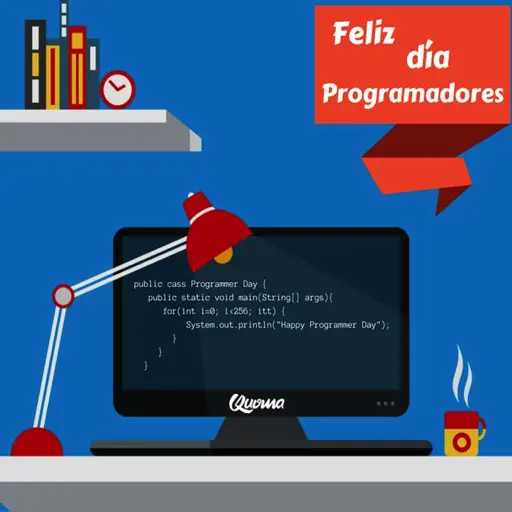 Feliz
día
Programadores
public cass Programmer Day {
public static void main(String[] args){
for(int i=0; i<256; itt) {
System.out.println("Happy Programmer Day");
}
}
}
Quoma